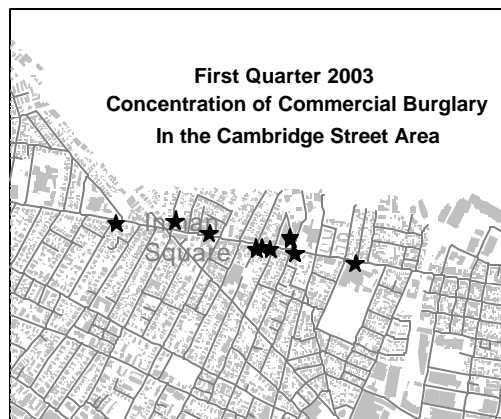 First Quarter 2003
Concentration of Commercial Burglary
In the Cambridge Street Area
Inman
Square